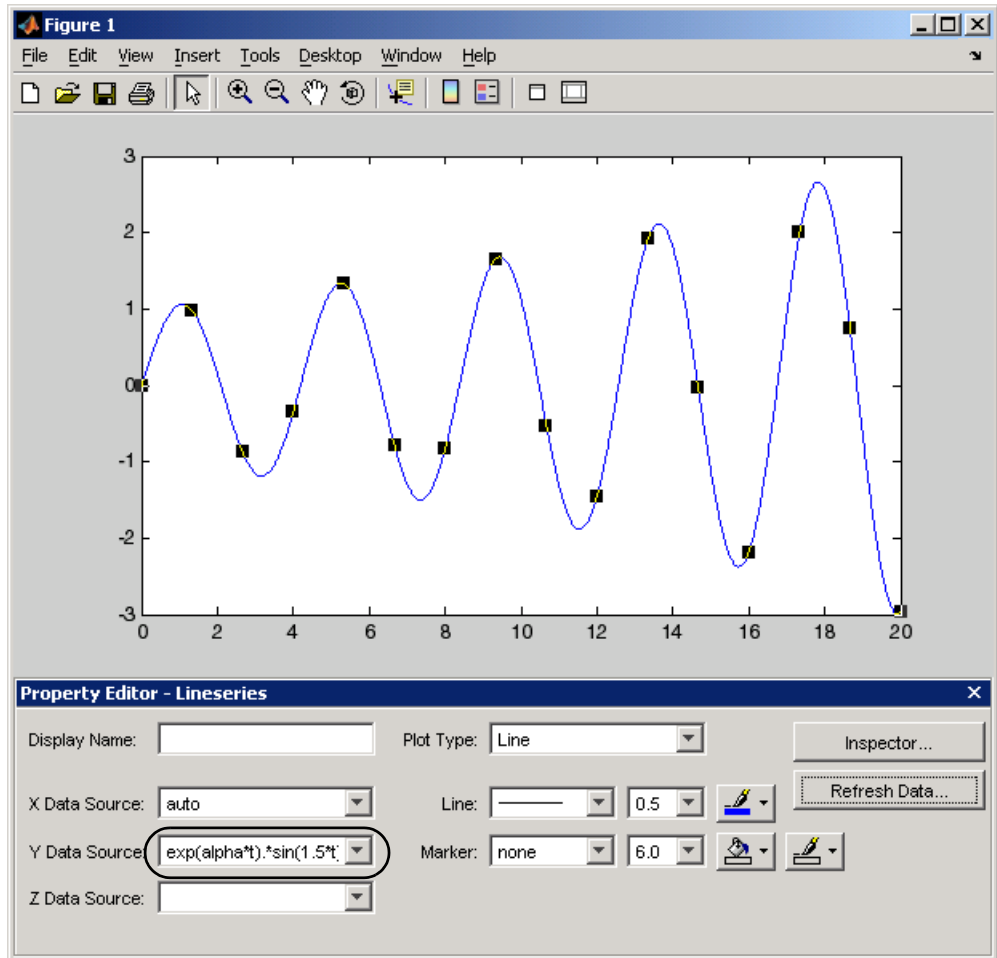 Figure 1
File Edit View Insert Tools Desktop Window Help
3
2
1
0
-1
-2
-3
0 2 4 6 8 10 12 14 16 18 20
Property Editor - Lineseries
Display Name: Plot Type: Line Inspector...
X Data Source: auto Line: 0.5 Refresh Data...
Y Data Source: exp(alpha*t).*sin(1.5*t) Marker: none 6.0
Z Data Source: